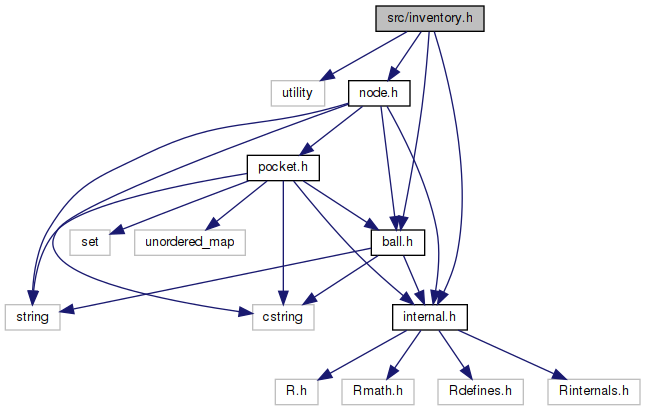 src/inventory.h
utility
node.h
pocket.h
set
unordered_map
ball.h
string
cstring
internal.h
R.h
Rmath.h
Rdefines.h
Rinternals.h